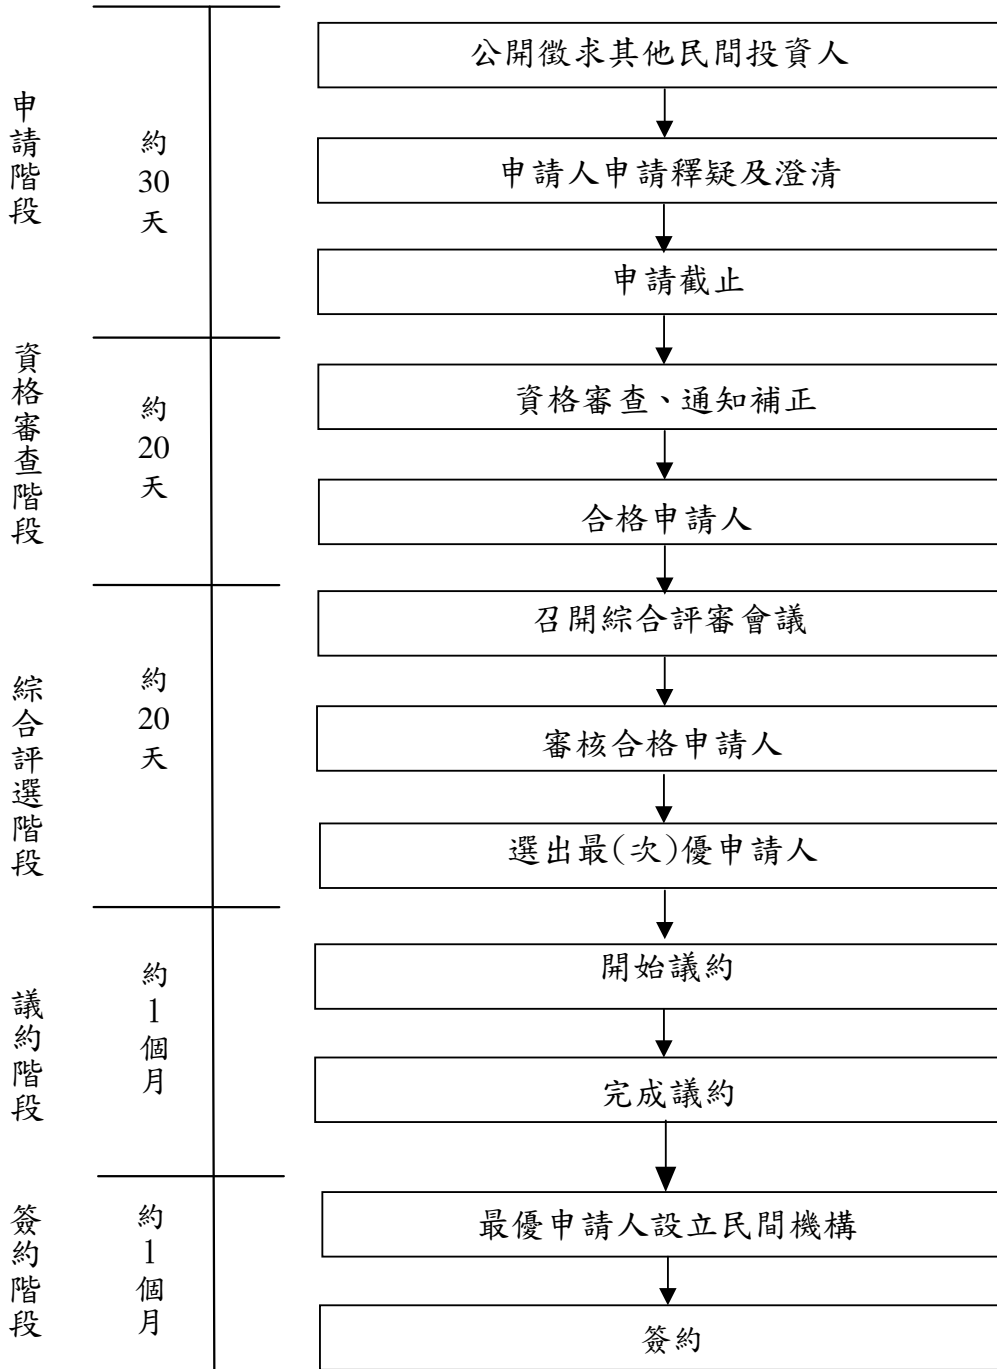 申請階段
約30天
公開徵求其他民間投資人
申請人申請釋疑及澄清
申請截止
資格審查階段
約20天
資格審查、通知補正
合格申請人
綜合評選階段
約20天
召開綜合評審會議
審核合格申請人
選出最(次)優申請人
議約階段
約1個月
開始議約
完成議約
簽約階段
約1個月
最優申請人設立民間機構
簽約